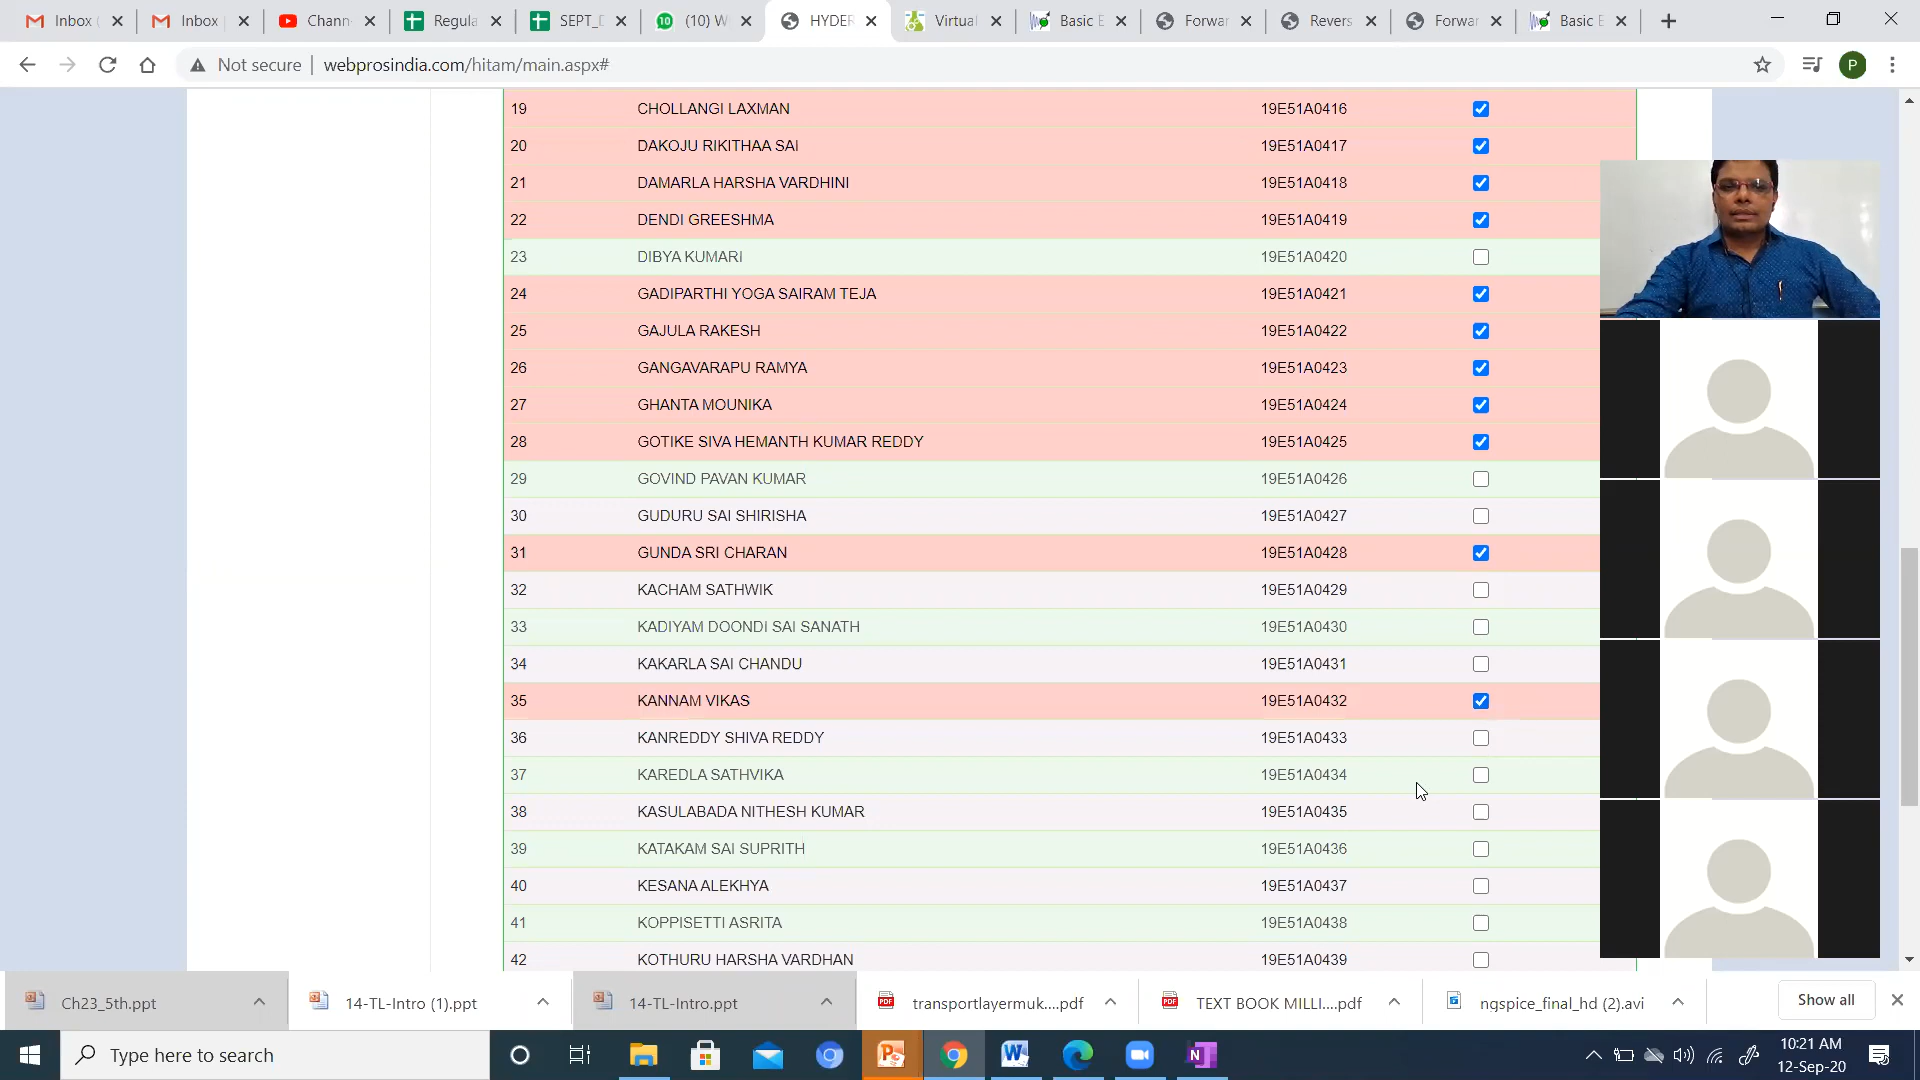 Inbox (
Inbox
Chann
Regula
SEPT_D
(10) W
HYDER
Virtual
Basic E
Forwar
Revers
Forwar
Basic E
Not secure
webprosindia.com/hitam/main.aspx#
P
19 CHOLLANGI LAXMAN 19E51A0416
20 DAKOJU RIKITHAA SAI 19E51A0417
21 DAMARLA HARSHA VARDHINI 19E51A0418
22 DENDI GREESHMA 19E51A0419
23 DIBYA KUMARI 19E51A0420
24 GADIPARTHI YOGA SAIRAM TEJA 19E51A0421
25 GAJULA RAKESH 19E51A0422
26 GANGAVARAPU RAMYA 19E51A0423
27 GHANTA MOUNIKA 19E51A0424
28 GOTIKE SIVA HEMANTH KUMAR REDDY 19E51A0425
29 GOVIND PAVAN KUMAR 19E51A0426
30 GUDURU SAI SHIRISHA 19E51A0427
31 GUNDA SRI CHARAN 19E51A0428
32 KACHAM SATHWIK 19E51A0429
33 KADIYAM DOONDI SAI SANATH 19E51A0430
34 KAKARLA SAI CHANDU 19E51A0431
35 KANNAM VIKAS 19E51A0432
36 KANREDDY SHIVA REDDY 19E51A0433
37 KAREDLA SATHVIKA 19E51A0434
38 KASULABADA NITHESH KUMAR 19E51A0435
39 KATAKAM SAI SUPRITH 19E51A0436
40 KESANA ALEKHYA 19E51A0437
41 KOPPISETTI ASRITA 19E51A0438
42 KOTHURU HARSHA VARDHAN 19E51A0439
Ch23_5th.ppt
14-TL-Intro (1).ppt
14-TL-Intro.ppt
transportlayermuk....pdf
TEXT BOOK MILLI....pdf
ngspice_final_hd (2).avi
Show all
Type here to search
10:21 AM
12-Sep-20